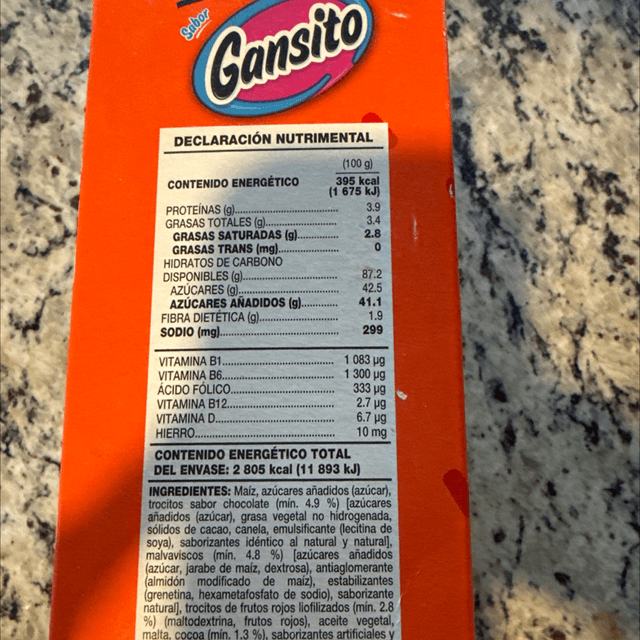 Sabor
Gansito
DECLARACIÓN NUTRIMENTAL
(100 g)
CONTENIDO ENERGÉTICO 395 kcal
(1 675 kJ)
PROTEÍNAS (g).................. 3.9
GRASAS TOTALES (g).................. 3.4
GRASAS SATURADAS (g)........... 2.8
GRASAS TRANS (mg)................ 0
HIDRATOS DE CARBONO
DISPONIBLES (g)...................... 87.2
AZÚCARES (g)........................ 42.5
AZÚCARES AÑADIDOS (g).......... 41.1
FIBRA DIETÉTICA (g).................. 1.9
SODIO (mg)............................. 299
VITAMINA B1............................ 1 083 µg
VITAMINA B6............................ 1 300 µg
ÁCIDO FÓLICO......................... 333 µg
VITAMINA B12.......................... 2.7 µg
VITAMINA D............................. 6.7 µg
HIERRO.................................. 10 mg
CONTENIDO ENERGÉTICO TOTAL
DEL ENVASE: 2 805 kcal (11 893 kJ)
INGREDIENTES: Maíz, azúcares añadidos (azúcar),
trocitos sabor chocolate (mín. 4.9 %) [azúcares
añadidos (azúcar), grasa vegetal no hidrogenada,
sólidos de cacao, canela, emulsificante (lecitina de
soya), saborizantes idéntico al natural y natural],
malvaviscos (mín. 4.8 %) [azúcares añadidos
(azúcar, jarabe de maíz, dextrosa), antiaglomerante
(almidón modificado de maíz), estabilizantes
(grenetina, hexametafosfato de sodio), saborizante
natural], trocitos de frutos rojos liofilizados (mín. 2.8
%) (maltodextrina, frutos rojos), aceite vegetal,
malta, cocoa (mín. 1.3 %), saborizantes artificiales y